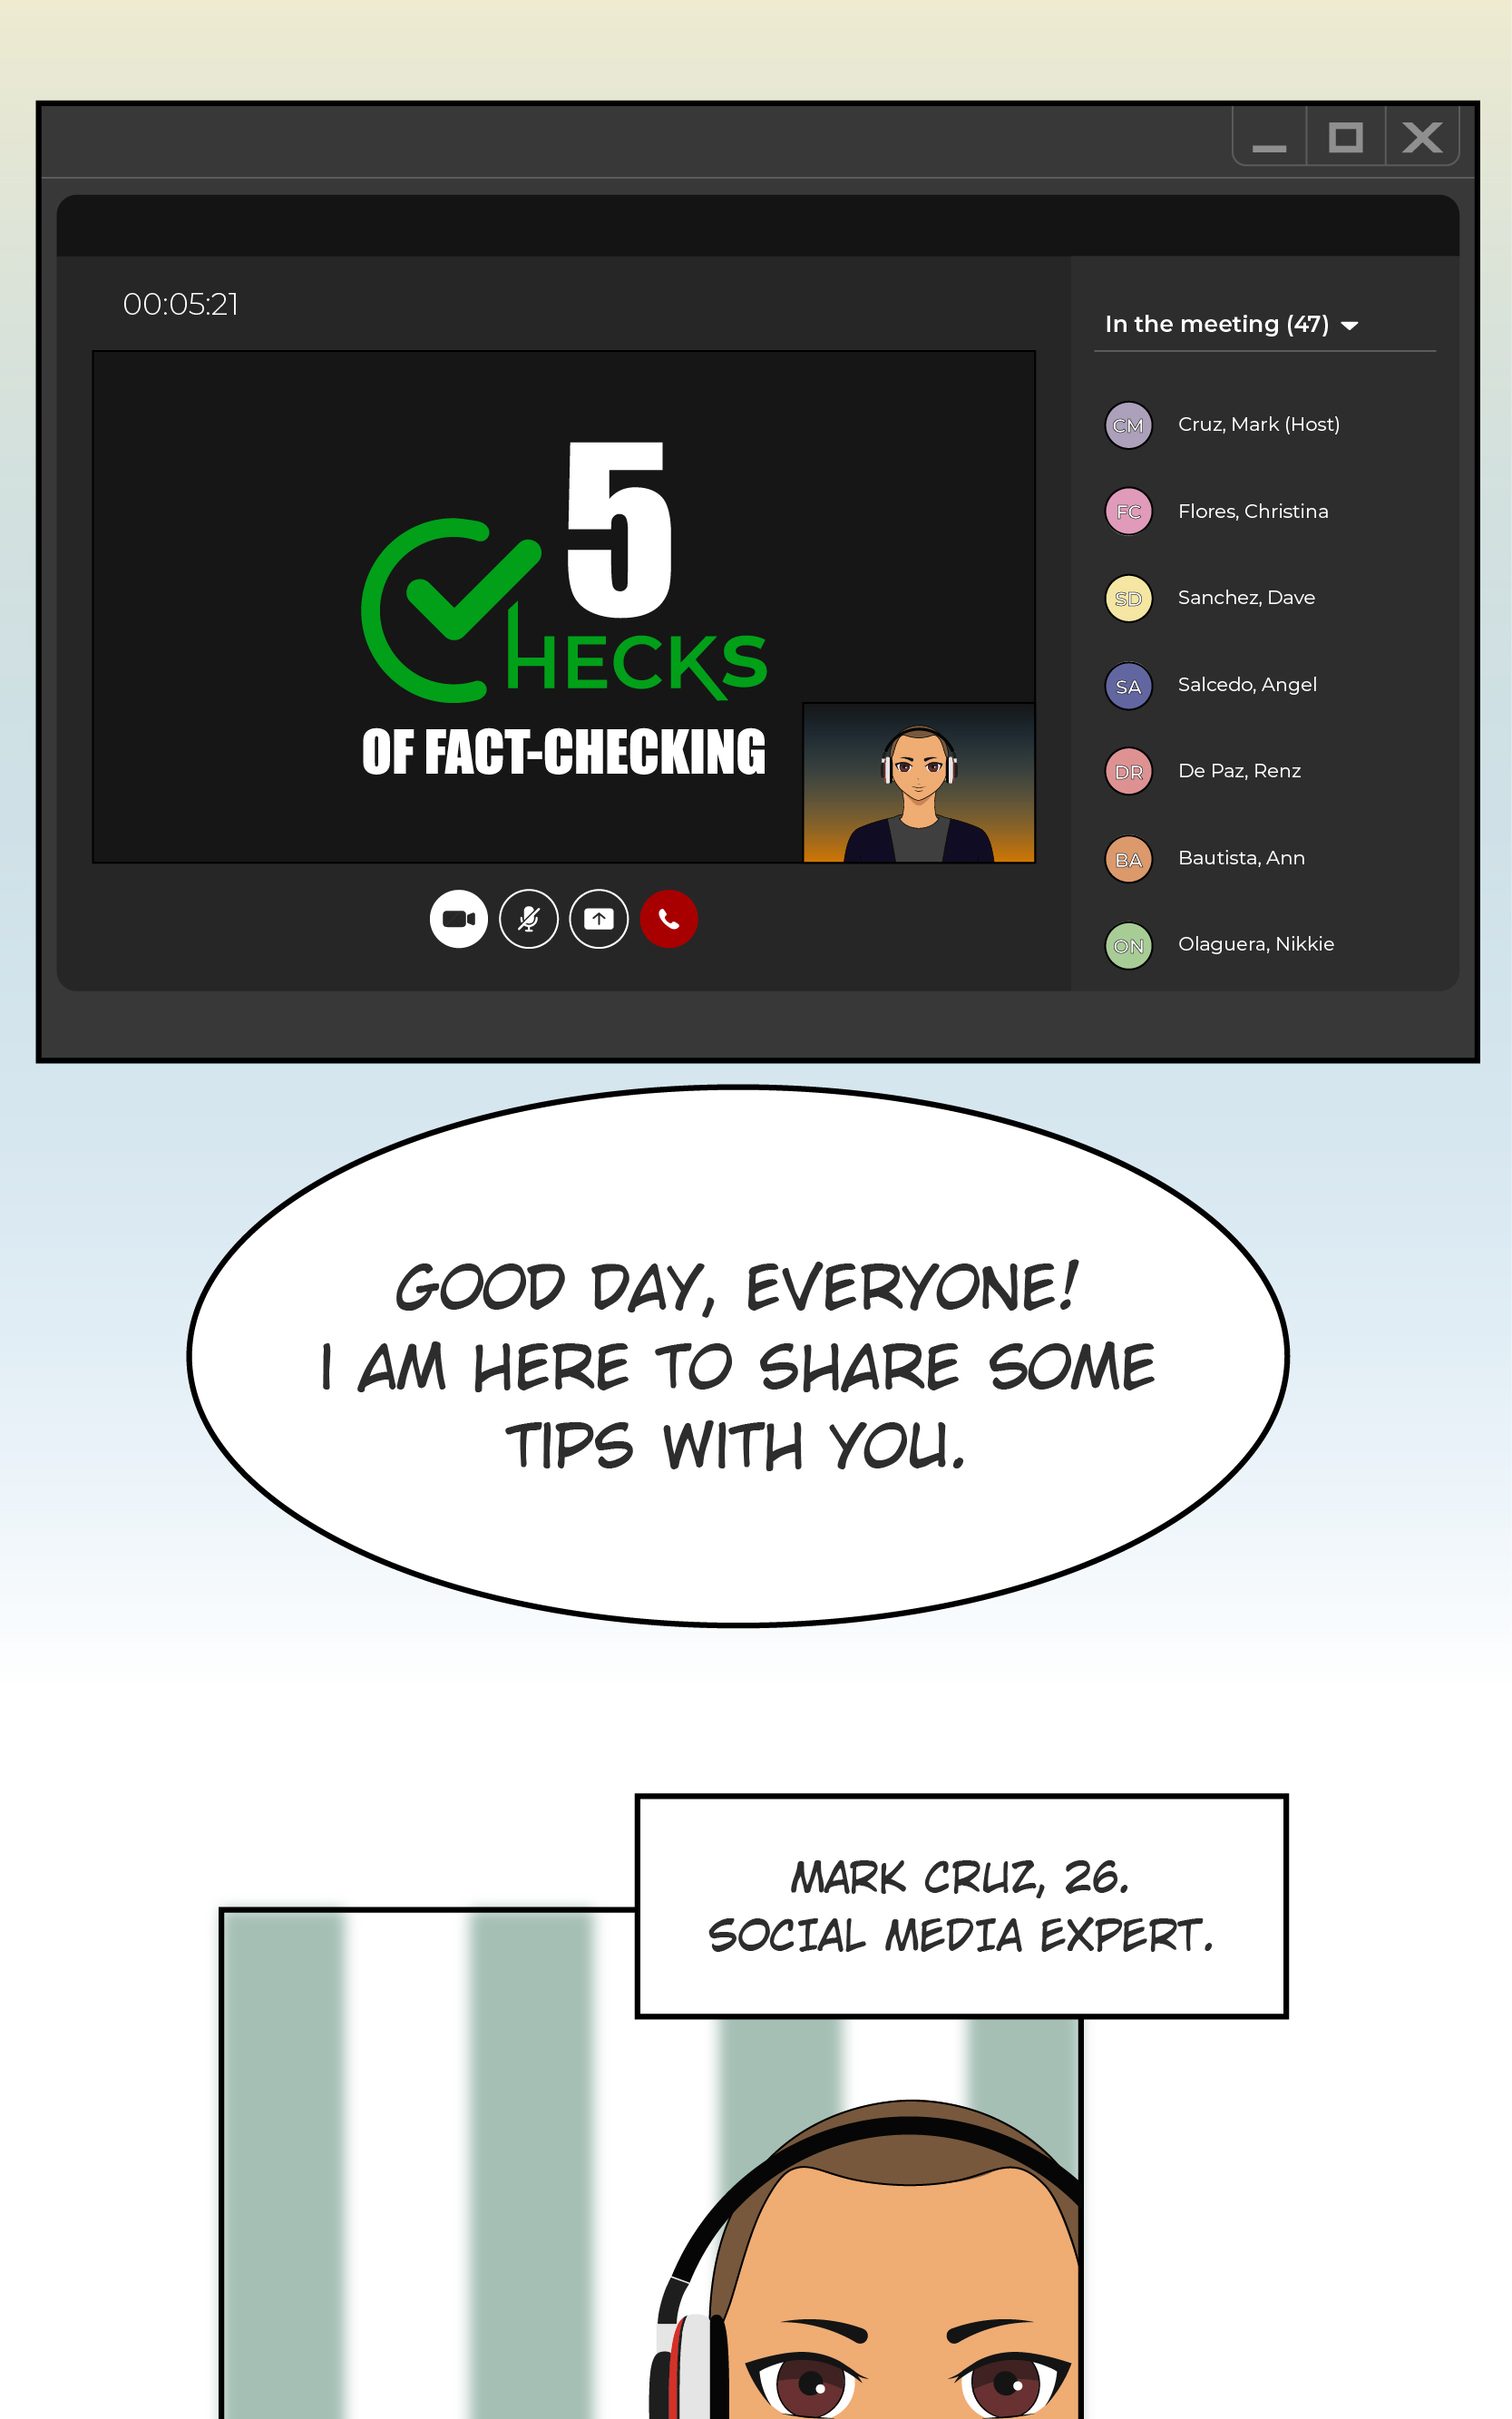 00:05:21
In the meeting (47)
5
CHECKS
OF FACT-CHECKING
CM Cruz, Mark (Host)
FC Flores, Christina
SD Sanchez, Dave
SA Salcedo, Angel
DR De Paz, Renz
BA Bautista, Ann
ON Olaguera, Nikkie
GOOD DAY, EVERYONE!
I AM HERE TO SHARE SOME
TIPS WITH YOU.
MARK CRUZ, 26.
SOCIAL MEDIA EXPERT.